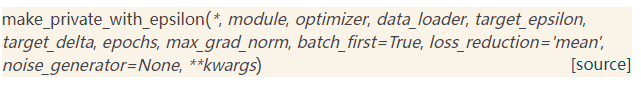 make_private_with_epsilon(*, module, optimizer, data_loader, target_epsilon,
target_delta, epochs, max_grad_norm, batch_first=True, loss_reduction='mean',
noise_generator=None, **kwargs) [source]